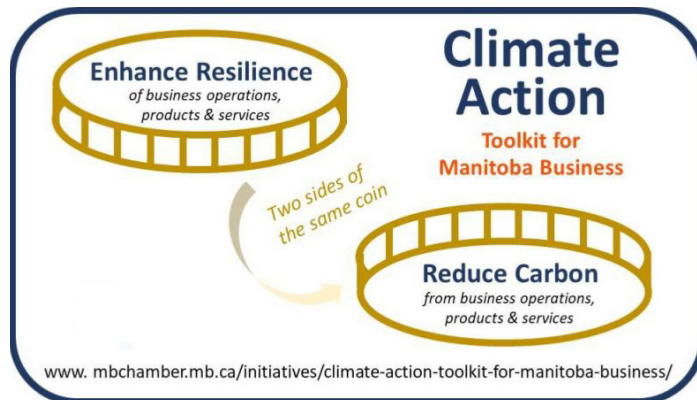 Enhance Resilience
of business operations,
products & services
Climate
Action
Toolkit for
Manitoba Business
Two sides of
the same coin
Reduce Carbon
from business operations,
products & services
www. mbchamber.mb.ca/initiatives/climate-action-toolkit-for-manitoba-business/